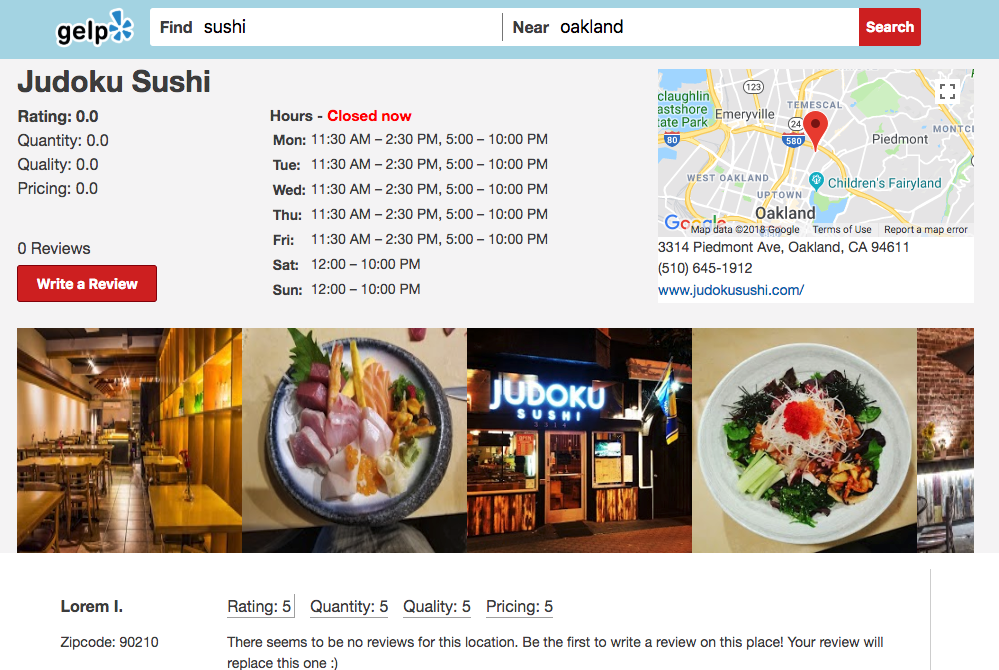 gelp Find sushi Near oakland Search
Judoku Sushi
Rating: 0.0
Quantity: 0.0
Quality: 0.0
Pricing: 0.0
0 Reviews
Write a Review
Hours - Closed now
Mon: 11:30 AM – 2:30 PM, 5:00 – 10:00 PM
Tue: 11:30 AM – 2:30 PM, 5:00 – 10:00 PM
Wed: 11:30 AM – 2:30 PM, 5:00 – 10:00 PM
Thu: 11:30 AM – 2:30 PM, 5:00 – 10:00 PM
Fri: 11:30 AM – 2:30 PM, 5:00 – 10:00 PM
Sat: 12:00 – 10:00 PM
Sun: 12:00 – 10:00 PM
claughlin
astshore
tate Park
123
TEMESCAL
Emeryville
24
80
580
Piedmont
MONTCL
WEST OAKLAND
Children's Fairyland
UPTOWN
Oakland
Google
Map data ©2018 Google Terms of Use Report a map error
3314 Piedmont Ave, Oakland, CA 94611
(510) 645-1912
www.judokusushi.com/
JUDOKU
SUSHI
3314
Lorem I.
Zipcode: 90210
Rating: 5 Quantity: 5 Quality: 5 Pricing: 5
There seems to be no reviews for this location. Be the first to write a review on this place! Your review will
replace this one :)